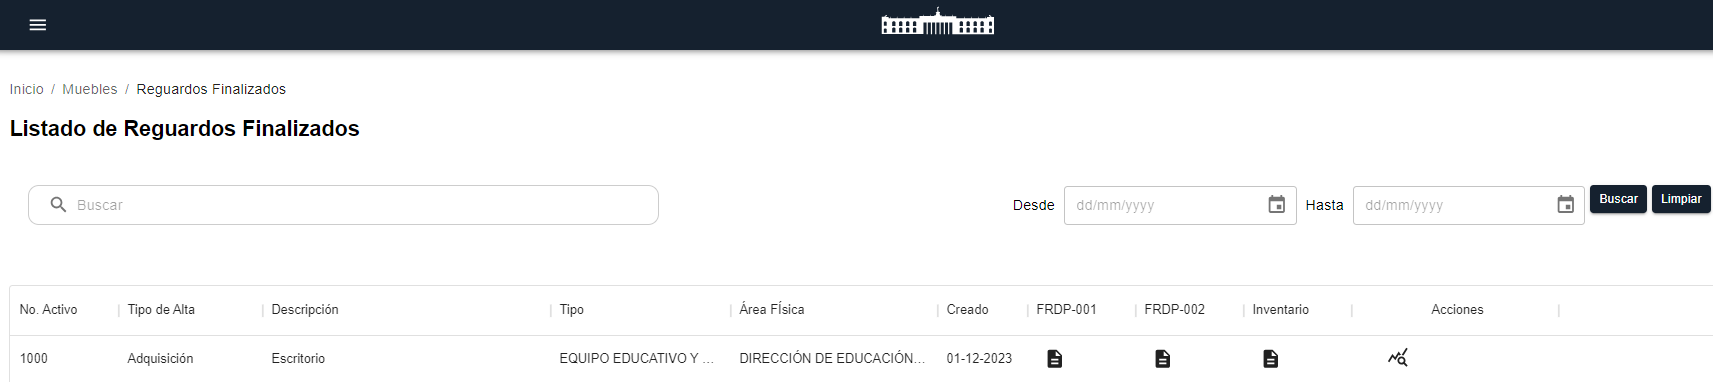 Inicio / Muebles / Reguardos Finalizados
Listado de Reguardos Finalizados
Buscar Desde dd/mm/yyyy Hasta dd/mm/yyyy Buscar Limpiar
No. Activo Tipo de Alta Descripción Tipo Área FÍsica Creado FRDP-001 FRDP-002 Inventario Acciones
1000 Adquisición Escritorio EQUIPO EDUCATIVO Y ... DIRECCIÓN DE EDUCACIÓN... 01-12-2023